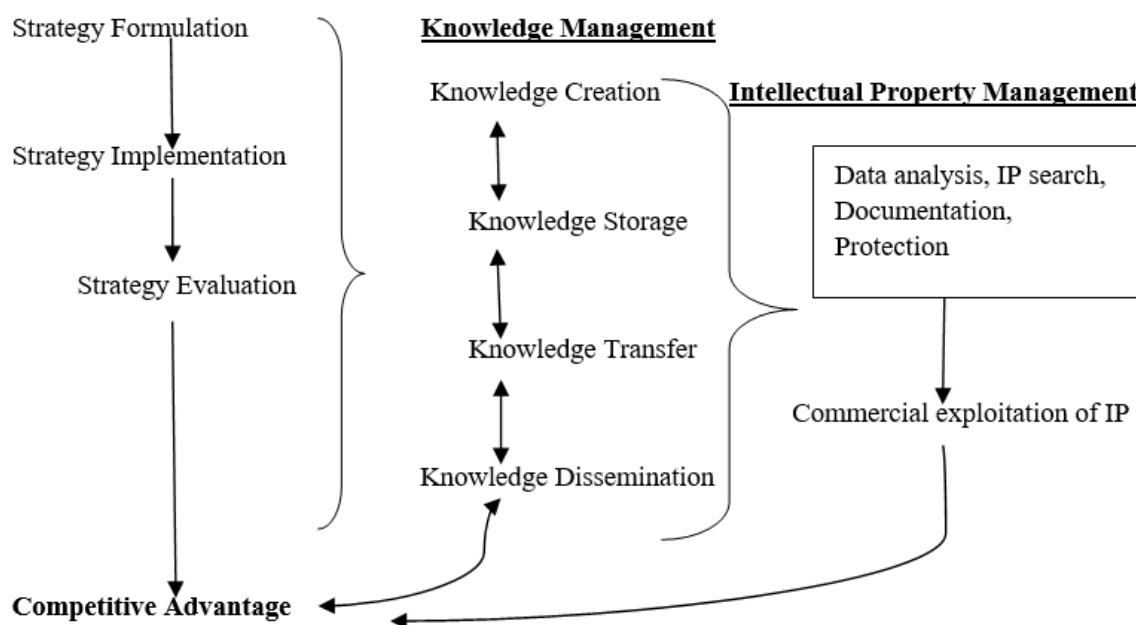 Strategy Formulation
Knowledge Management
Knowledge Creation
Intellectual Property Management
Strategy Implementation
Data analysis, IP search,
Documentation,
Protection
Knowledge Storage
Strategy Evaluation
Knowledge Transfer
Commercial exploitation of IP
Knowledge Dissemination
Competitive Advantage